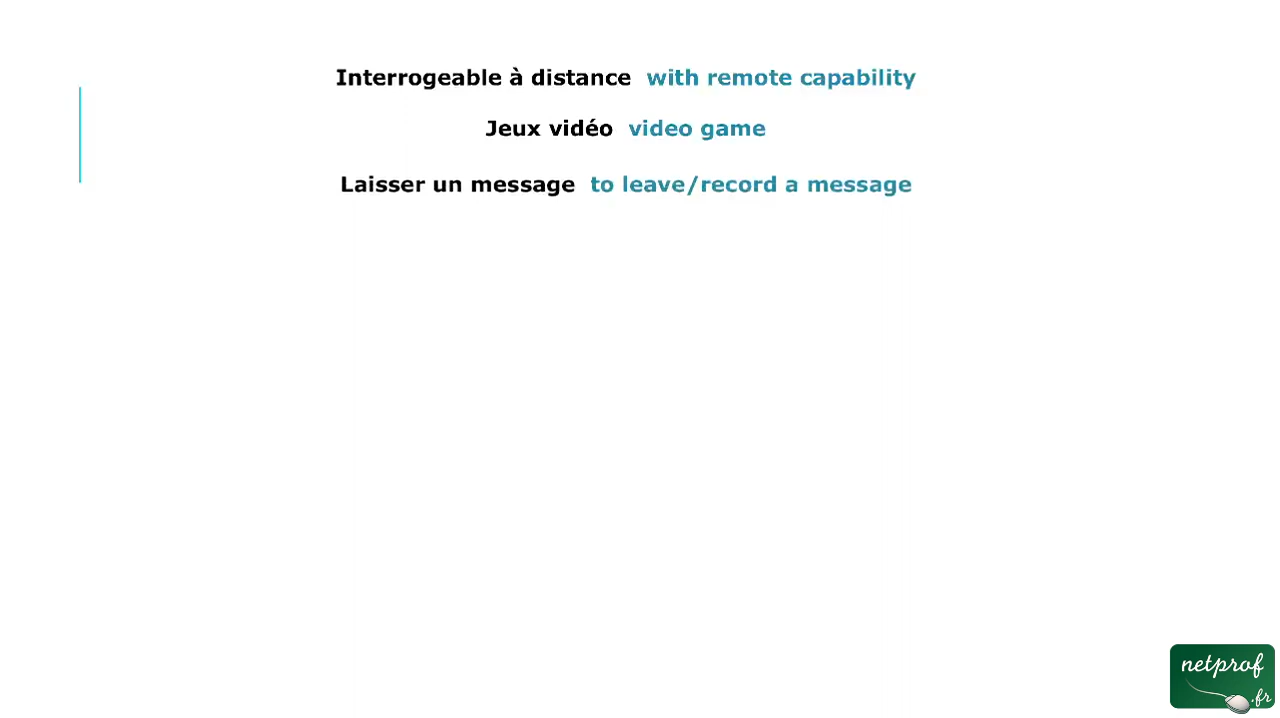 Interrogeable à distance with remote capability
Jeux vidéo video game
Laisser un message to leave/record a message
netprof
.fr